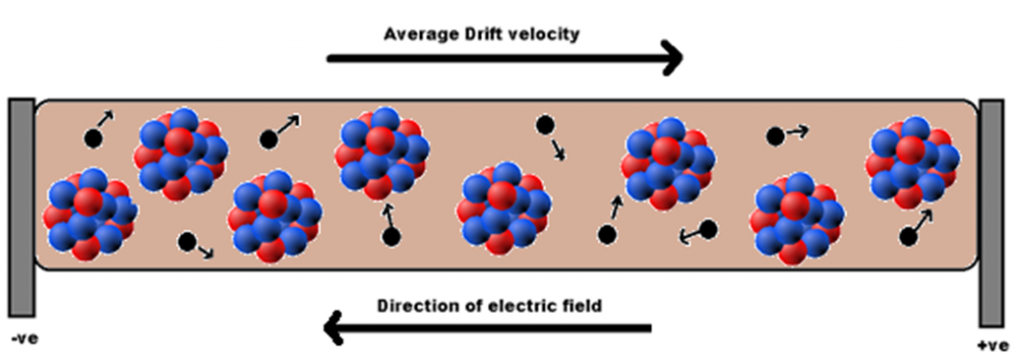 Average Drift velocity
Direction of electric field
-ve
+ve